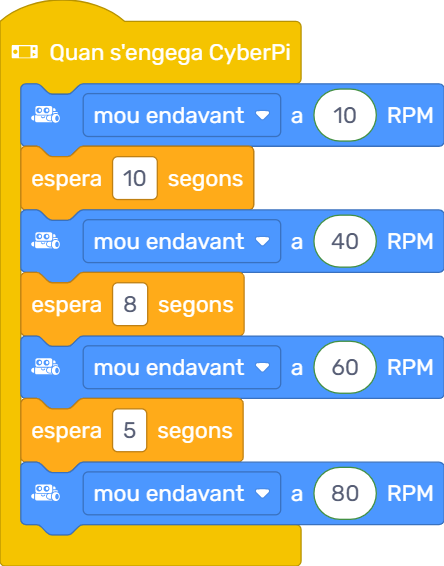 Quan s'engega CyberPi
mou endavant a 10 RPM
espera 10 segons
mou endavant a 40 RPM
espera 8 segons
mou endavant a 60 RPM
espera 5 segons
mou endavant a 80 RPM